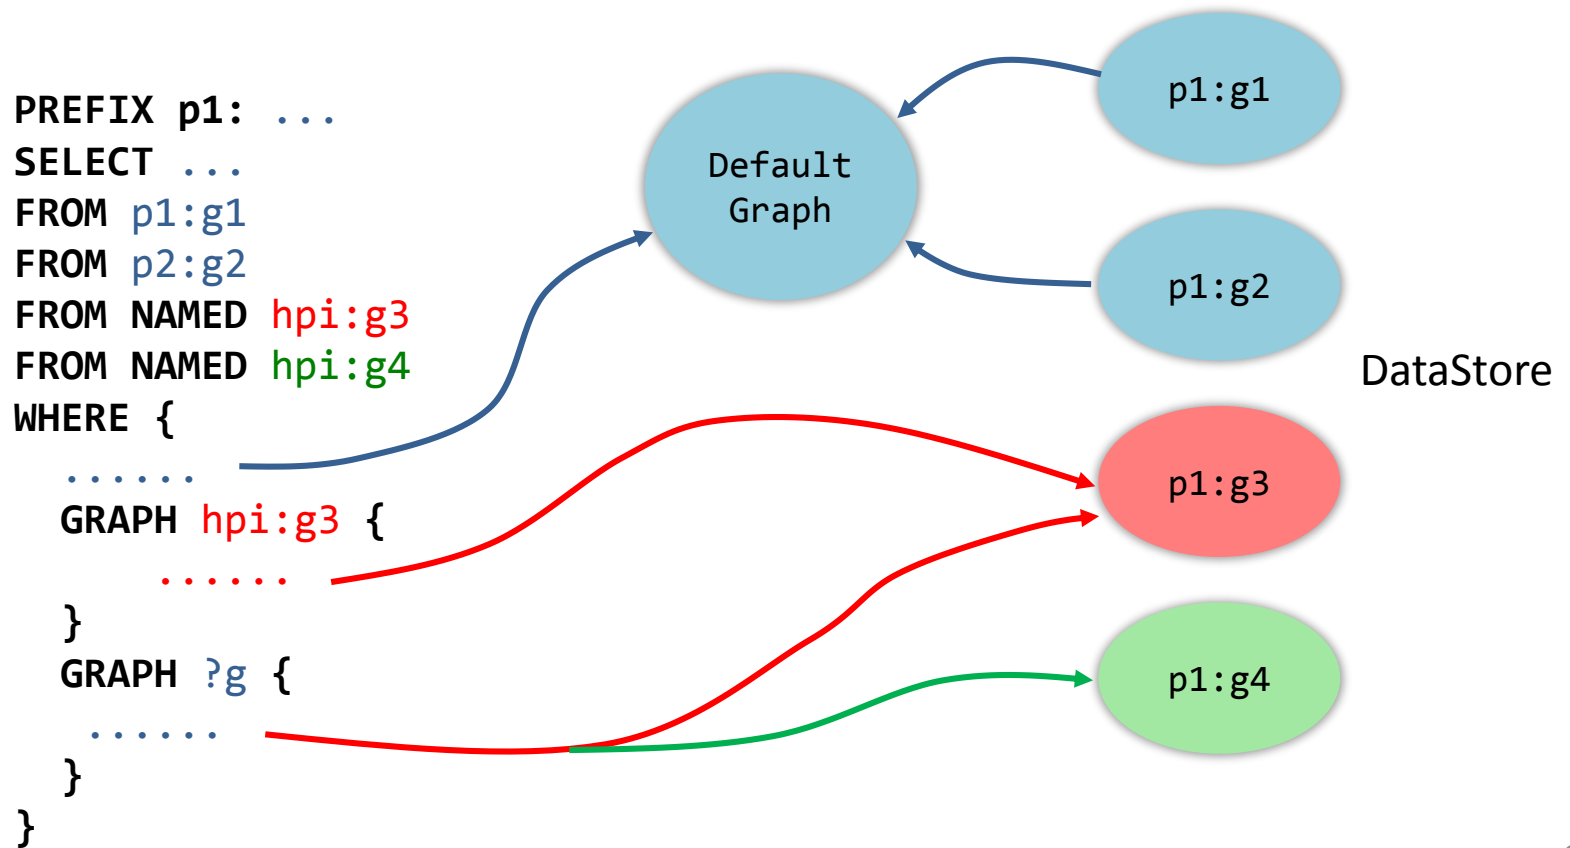 PREFIX p1: ...
SELECT ...
FROM p1:g1
FROM p2:g2
FROM NAMED hpi:g3
FROM NAMED hpi:g4
WHERE {
......
GRAPH hpi:g3 {
......
}
GRAPH ?g {
......
}
}
Default
Graph
p1:g1
p1:g2
DataStore
p1:g3
p1:g4